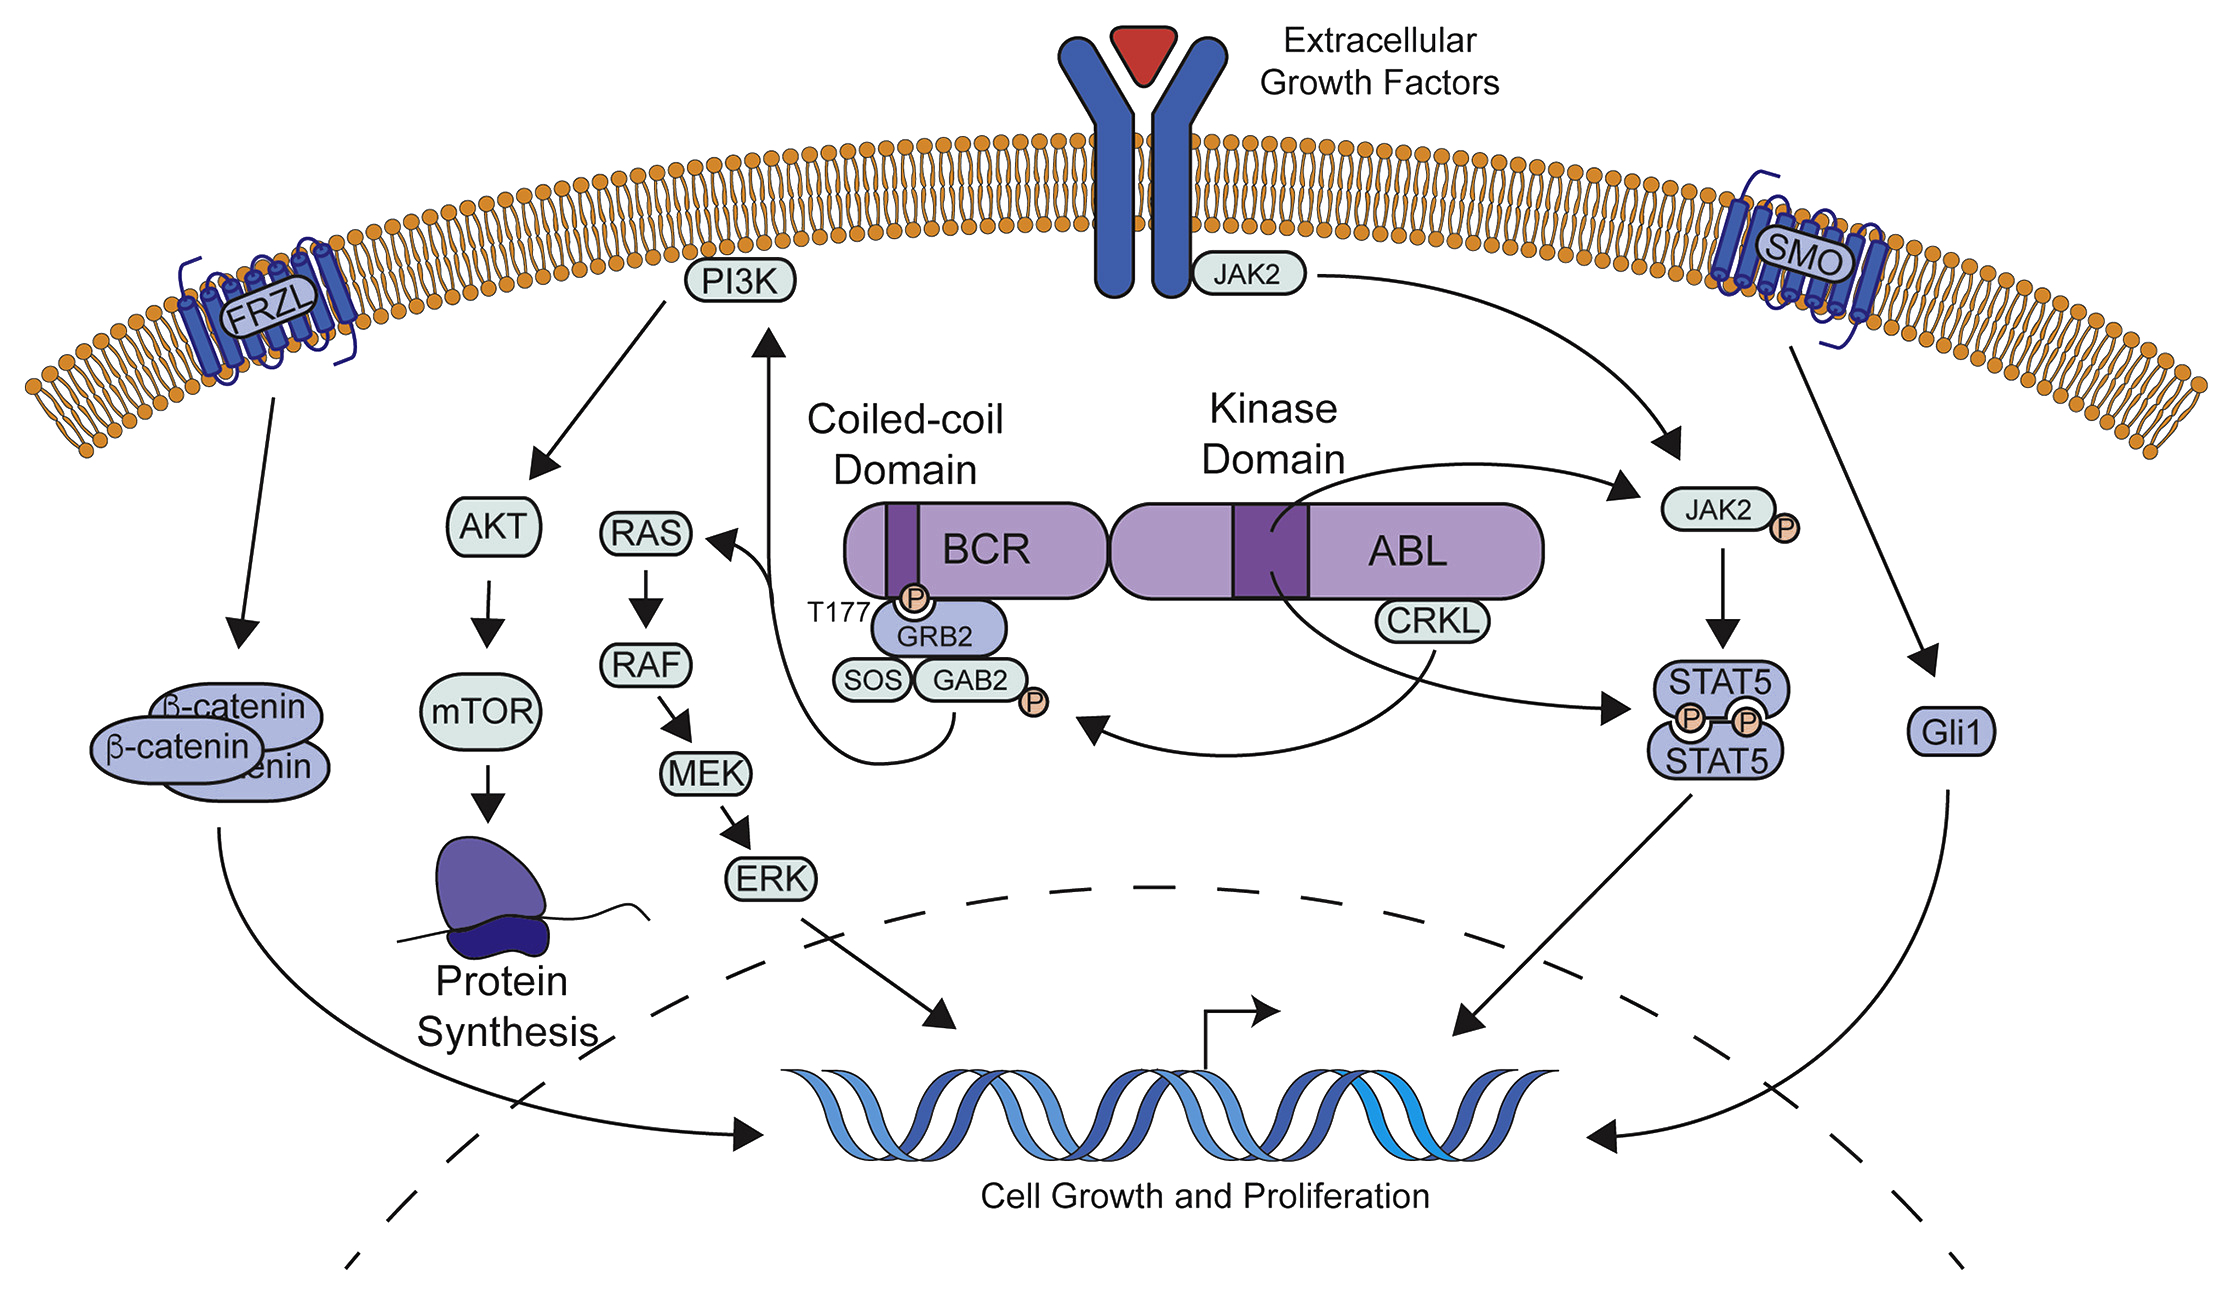 Extracellular
Growth Factors
SMO
JAK2
PI3K
FRZL
Coiled-coil
Domain
Kinase
Domain
AKT
RAS
BCR
ABL
JAK2
P
T177
P
GRB2
CRKL
RAF
SOS
GAB2
P
STAT5
P
P
STAT5
β-catenin
β-catenin
enin
mTOR
Gli1
MEK
ERK
Protein
Synthesis
Cell Growth and Proliferation